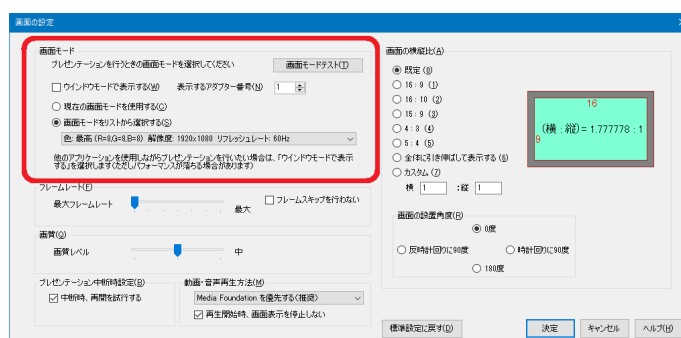 画面の設定
画面モード
プレゼンテーションを行うときの画面モードを選択してください
画面モードテスト(T)
ウインドウモードで表示する(W)
表示するアダプター番号(N)
1
現在の画面モードを使用する(C)
画面モードをリストから選択する(S)
色: 最高 (R=8,G=8,B=8) 解像度: 1920x1080 リフレッシュレート: 60Hz
他のアプリケーションを使用しながらプレゼンテーションを行いたい場合は、「ウインドウモードで表示
する」を選択します(ただしパフォーマンスが落ちる場合があります)
フレームレート(F)
最大フレームレート
最大
フレームスキップを行わない
画質(Q)
画質レベル
中
プレゼンテーション中断時設定(B)
中断時、再開を試行する
動画・音声再生方法(M)
Media Foundation を優先する(推奨)
再生開始時、画面表示を停止しない
画面の横縦比(A)
既定 (0)
16 : 9 (1)
16 : 10 (2)
15 : 9 (3)
4 : 3 (4)
5 : 4 (5)
全体に引き伸ばして表示する (6)
カスタム (7)
横 1 :縦 1
16
9
(横 : 縦) = 1.777778 : 1
画面の設置角度(R)
0度
反時計回りに90度
時計回りに90度
180度
標準設定に戻す(D)
決定
キャンセル
ヘルプ(H)